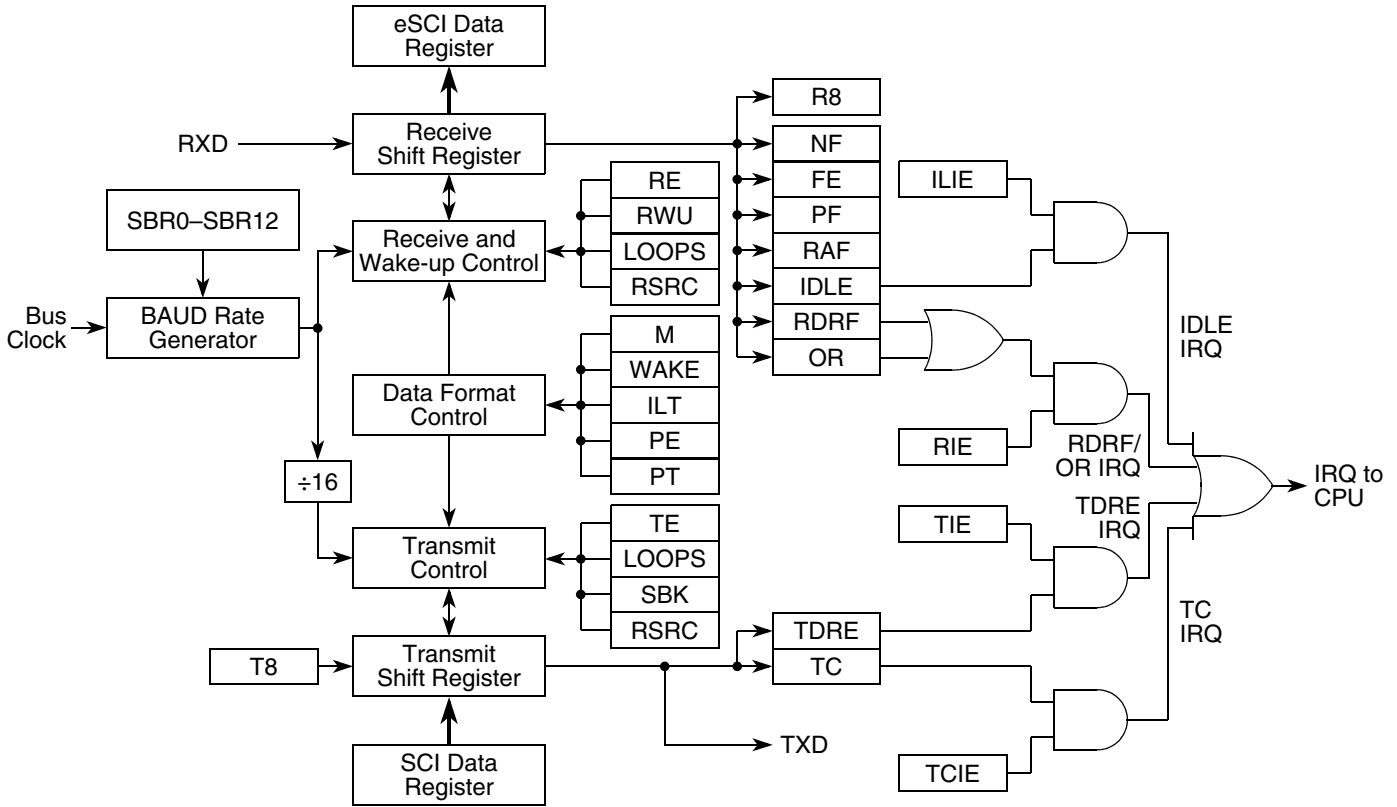 eSCI Data
Register
RXD
Receive
Shift Register
R8
NF
FE
PF
RAF
IDLE
RDRF
OR
RE
RWU
LOOPS
RSRC
ILIE
SBR0–SBR12
Receive and
Wake-up Control
Bus
Clock
BAUD Rate
Generator
IDLE
IRQ
M
WAKE
ILT
PE
PT
Data Format
Control
RIE
RDRF/
OR IRQ
÷16
IRQ to
CPU
TDRE
IRQ
TIE
TE
LOOPS
SBK
RSRC
Transmit
Control
TC
IRQ
T8
Transmit
Shift Register
TDRE
TC
TXD
SCI Data
Register
TCIE